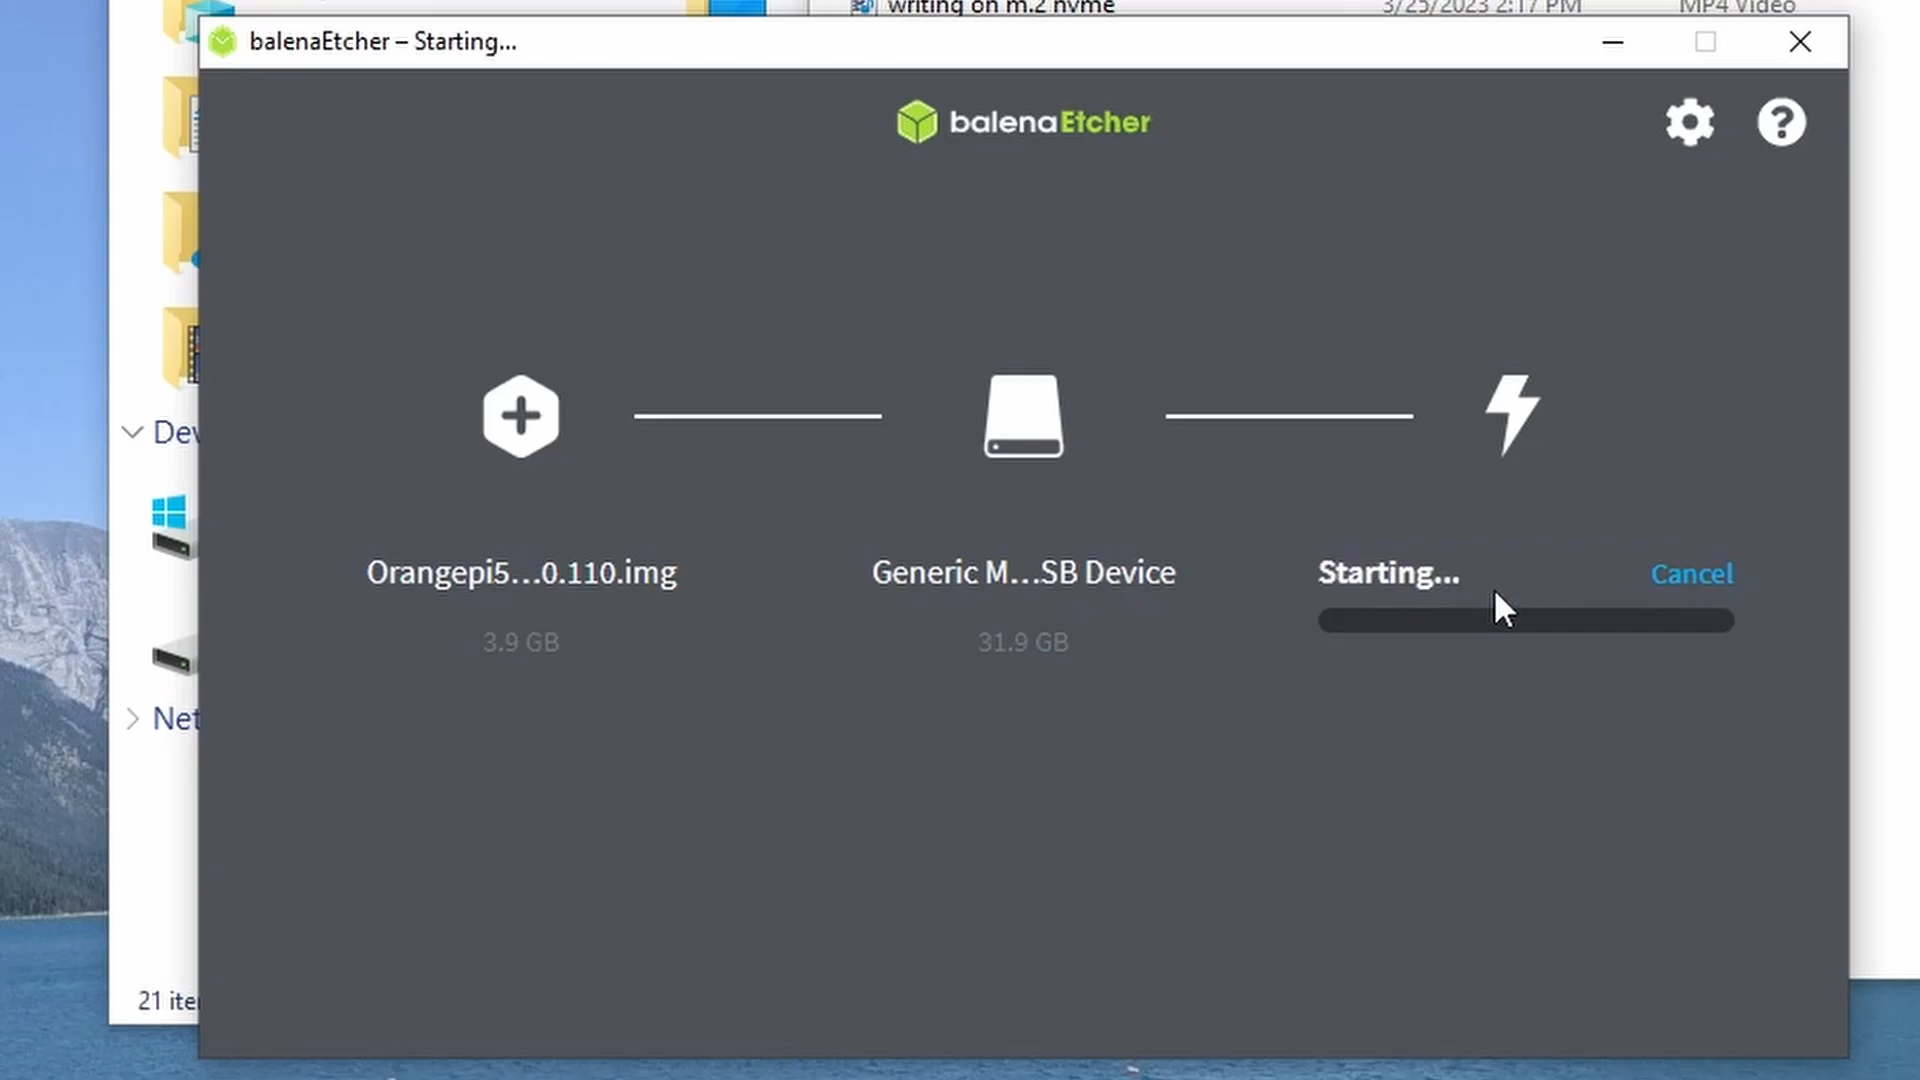 writing on m.2 nvme 3/25/2023 2:17 PM MP4 Video
balenaEtcher – Starting...
balenaEtcher
Dev
Orangepi5...0.110.img
Generic M...SB Device
Starting...
Cancel
3.9 GB
31.9 GB
Net
21 ite